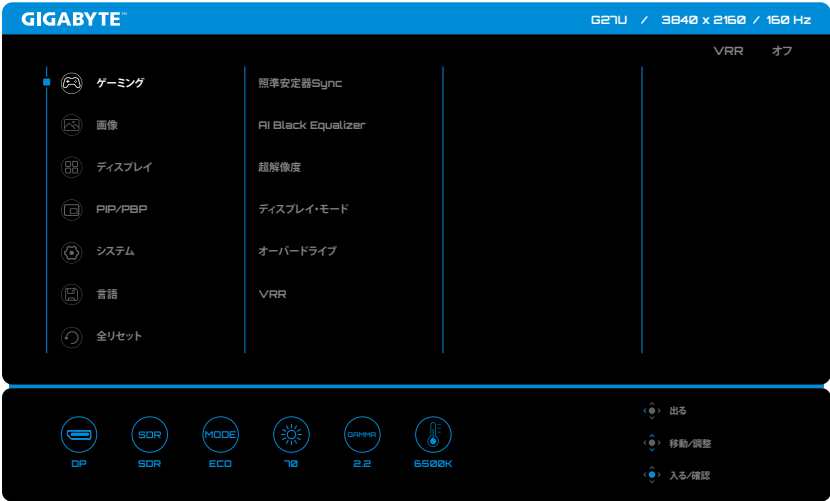 GIGABYTE™
G27U / 3840 x 2160 / 160 Hz
VRR オフ
ゲーミング
照準安定器Sync
画像
AI Black Equalizer
ディスプレイ
超解像度
PIP/PBP
ディスプレイ・モード
システム
オーバードライブ
言語
VRR
全リセット
SDR
MODE
GAMMA
DP
SDR
ECO
70
2.2
6500K
出る
移動/調整
入る/確認